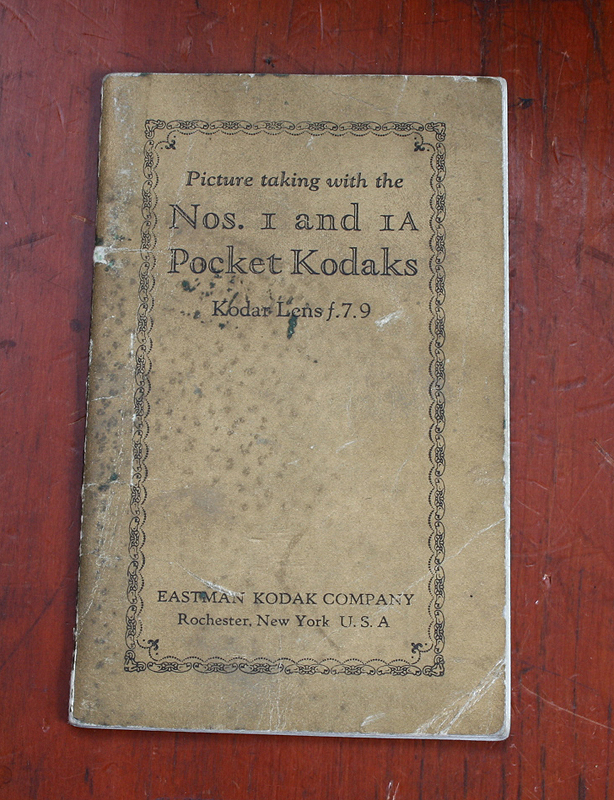 Picture taking with the
Nos. 1 and 1A
Pocket Kodaks
Kodar Lens f.7.9
EASTMAN KODAK COMPANY
Rochester, New York U. S. A